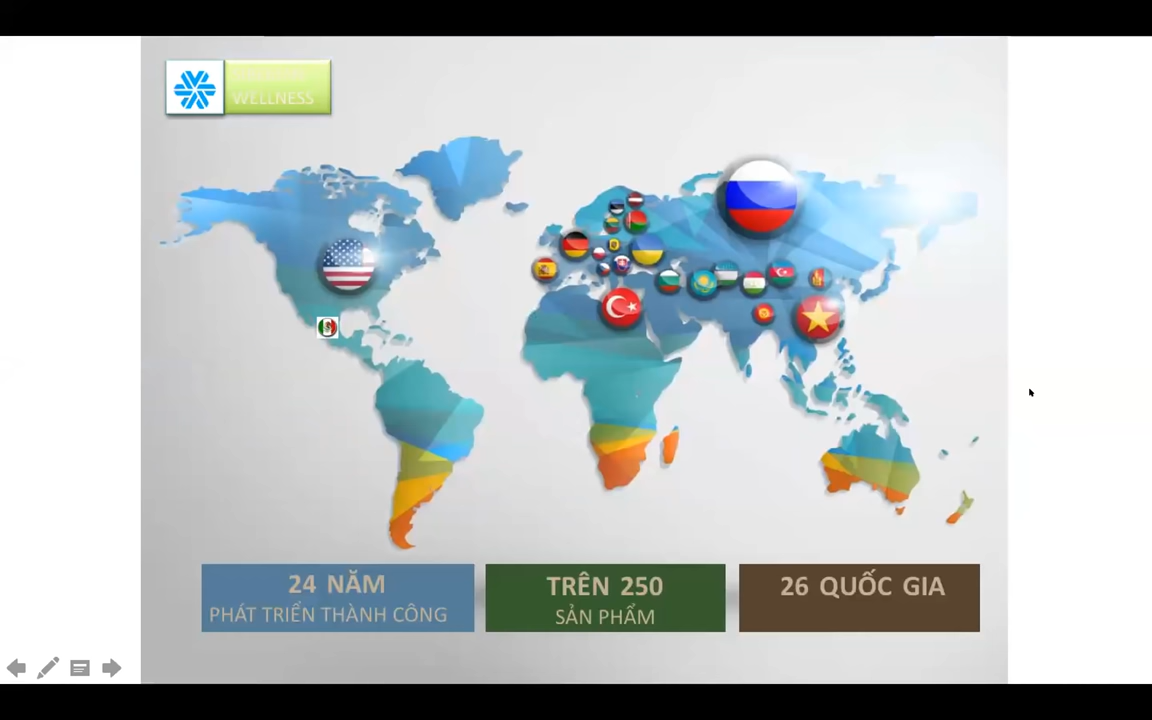 WELLNESS
24 NĂM
PHÁT TRIỂN THÀNH CÔNG
TRÊN 250
SẢN PHẨM
26 QUỐC GIA